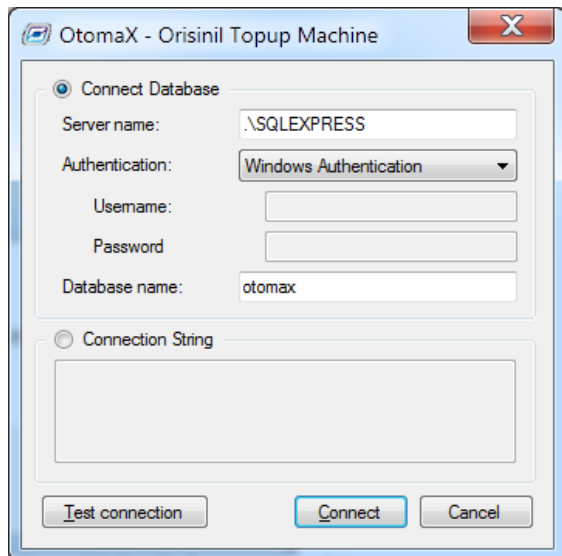 OtomaX - Orisinil Topup Machine
Connect Database
Server name: .\SQLEXPRESS
Authentication: Windows Authentication
Username:
Password
Database name: otomax
Connection String
Test connection Connect Cancel